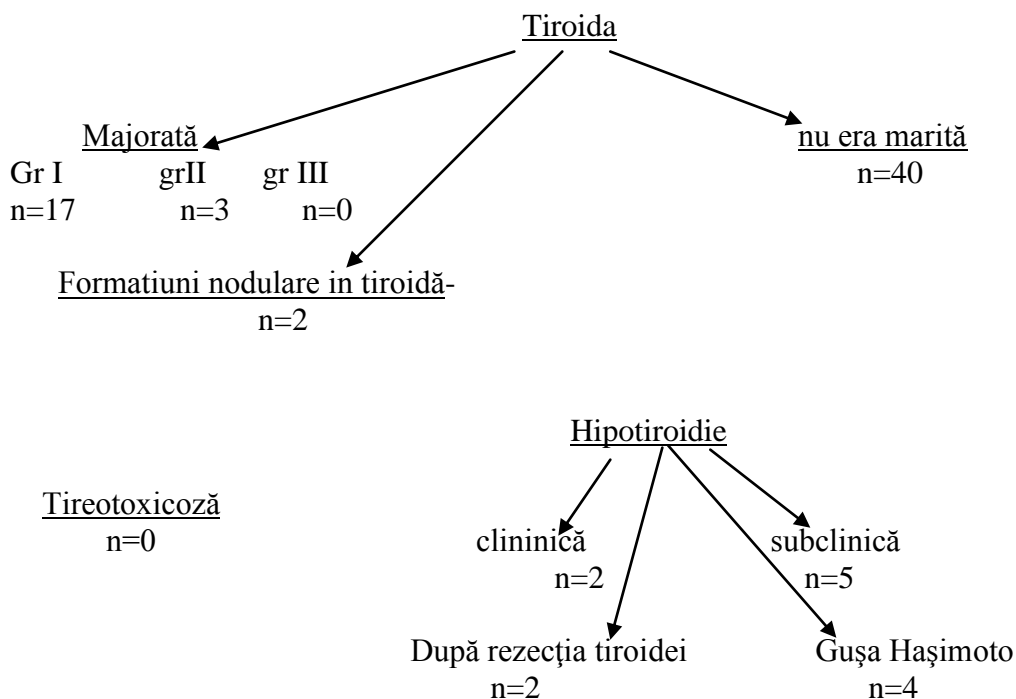 Tiroida
Majorată nu era marită
Gr I grII gr III n=40
n=17 n=3 n=0
Formatiuni nodulare in tiroidă-
n=2
Hipotiroidie
Tireotoxicoză
n=0 clininică subclinică
n=2 n=5
După rezecţia tiroidei Guşa Haşimoto
n=2 n=4